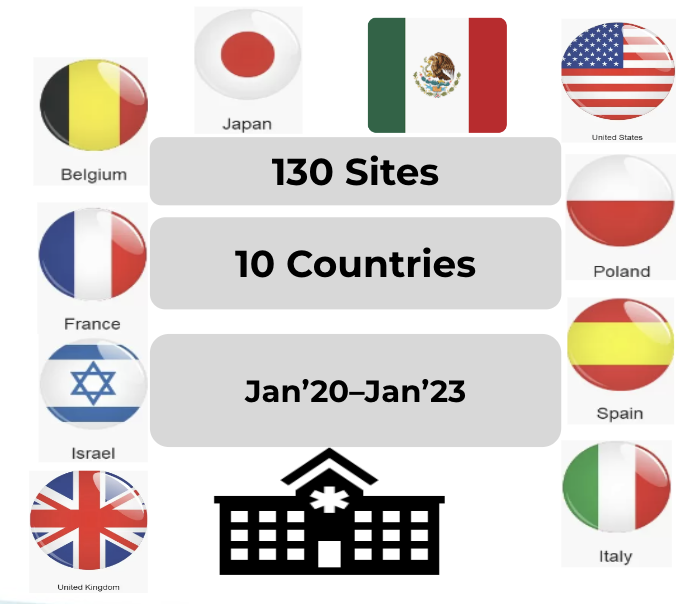 Japan
United States
Belgium
130 Sites
Poland
10 Countries
France
Jan’20–Jan’23
Spain
Israel
Italy
United Kingdom